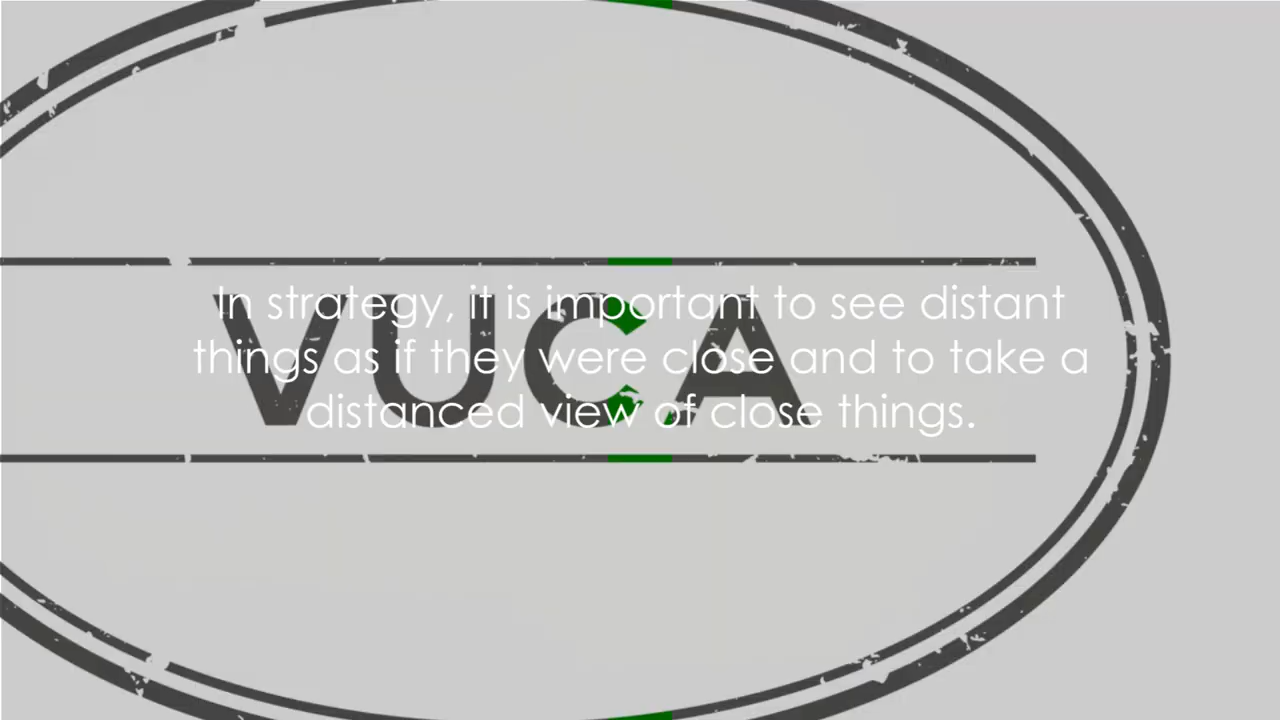 VUCA
In strategy, it is important to see distant
things as if they were close and to take a
distanced view of close things.